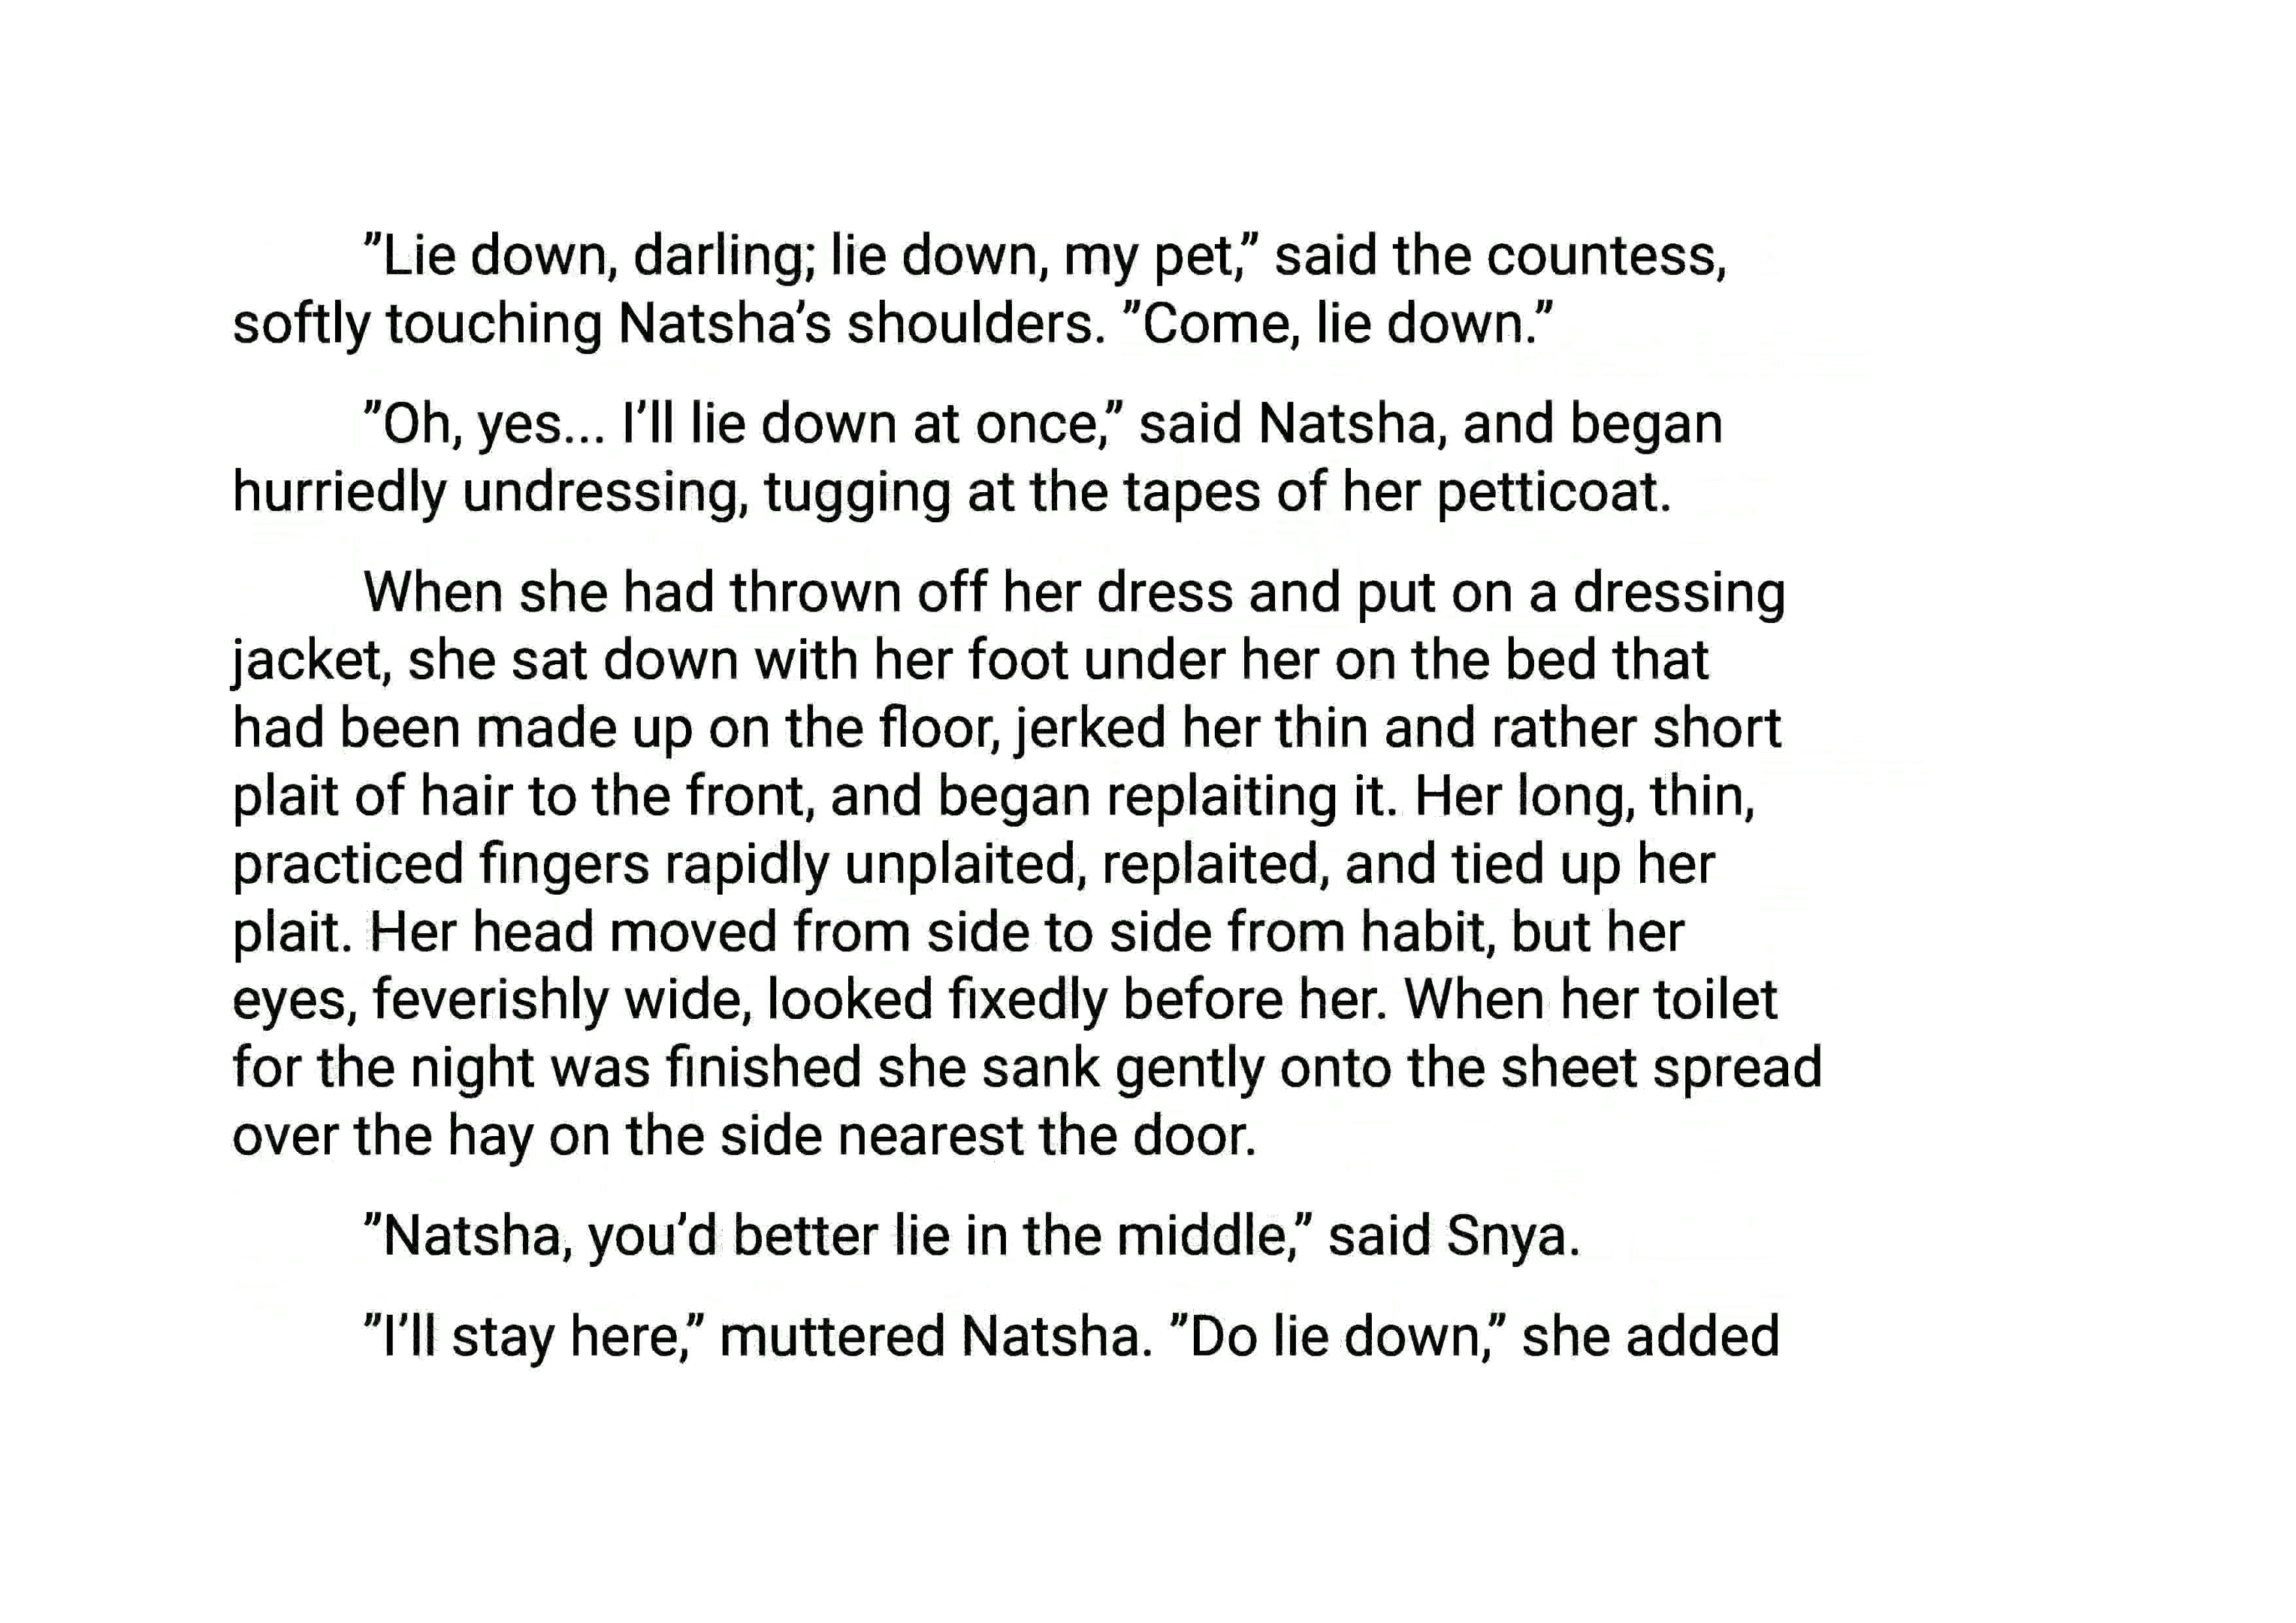 ”Lie down, darling; lie down, my pet,” said the countess,
softly touching Natsha’s shoulders. ”Come, lie down.”
”Oh, yes... I’ll lie down at once,” said Natsha, and began
hurriedly undressing, tugging at the tapes of her petticoat.
When she had thrown off her dress and put on a dressing
jacket, she sat down with her foot under her on the bed that
had been made up on the floor, jerked her thin and rather short
plait of hair to the front, and began replaiting it. Her long, thin,
practiced fingers rapidly unplaited, replaited, and tied up her
plait. Her head moved from side to side from habit, but her
eyes, feverishly wide, looked fixedly before her. When her toilet
for the night was finished she sank gently onto the sheet spread
over the hay on the side nearest the door.
”Natsha, you’d better lie in the middle,” said Snya.
”I’ll stay here,” muttered Natsha. ”Do lie down,” she added